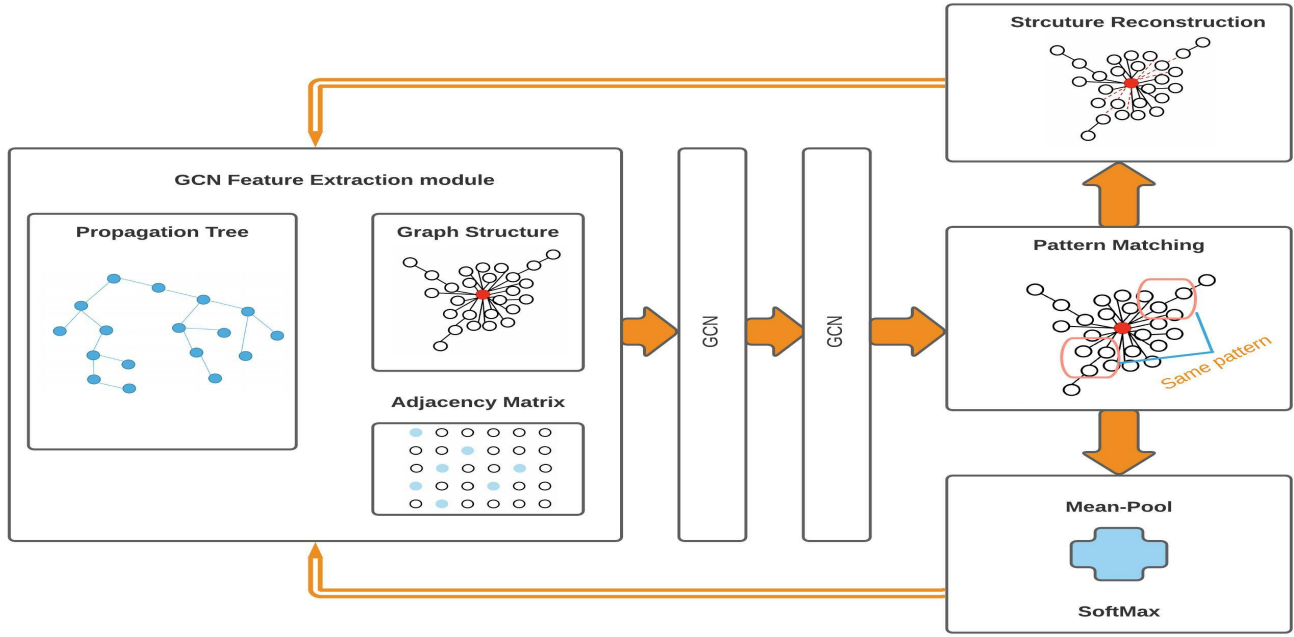 Strcuture Reconstruction
GCN Feature Extraction module
Propagation Tree
Graph Structure
Adjacency Matrix
GCN
GCN
Pattern Matching
Same pattern
Mean-Pool
SoftMax